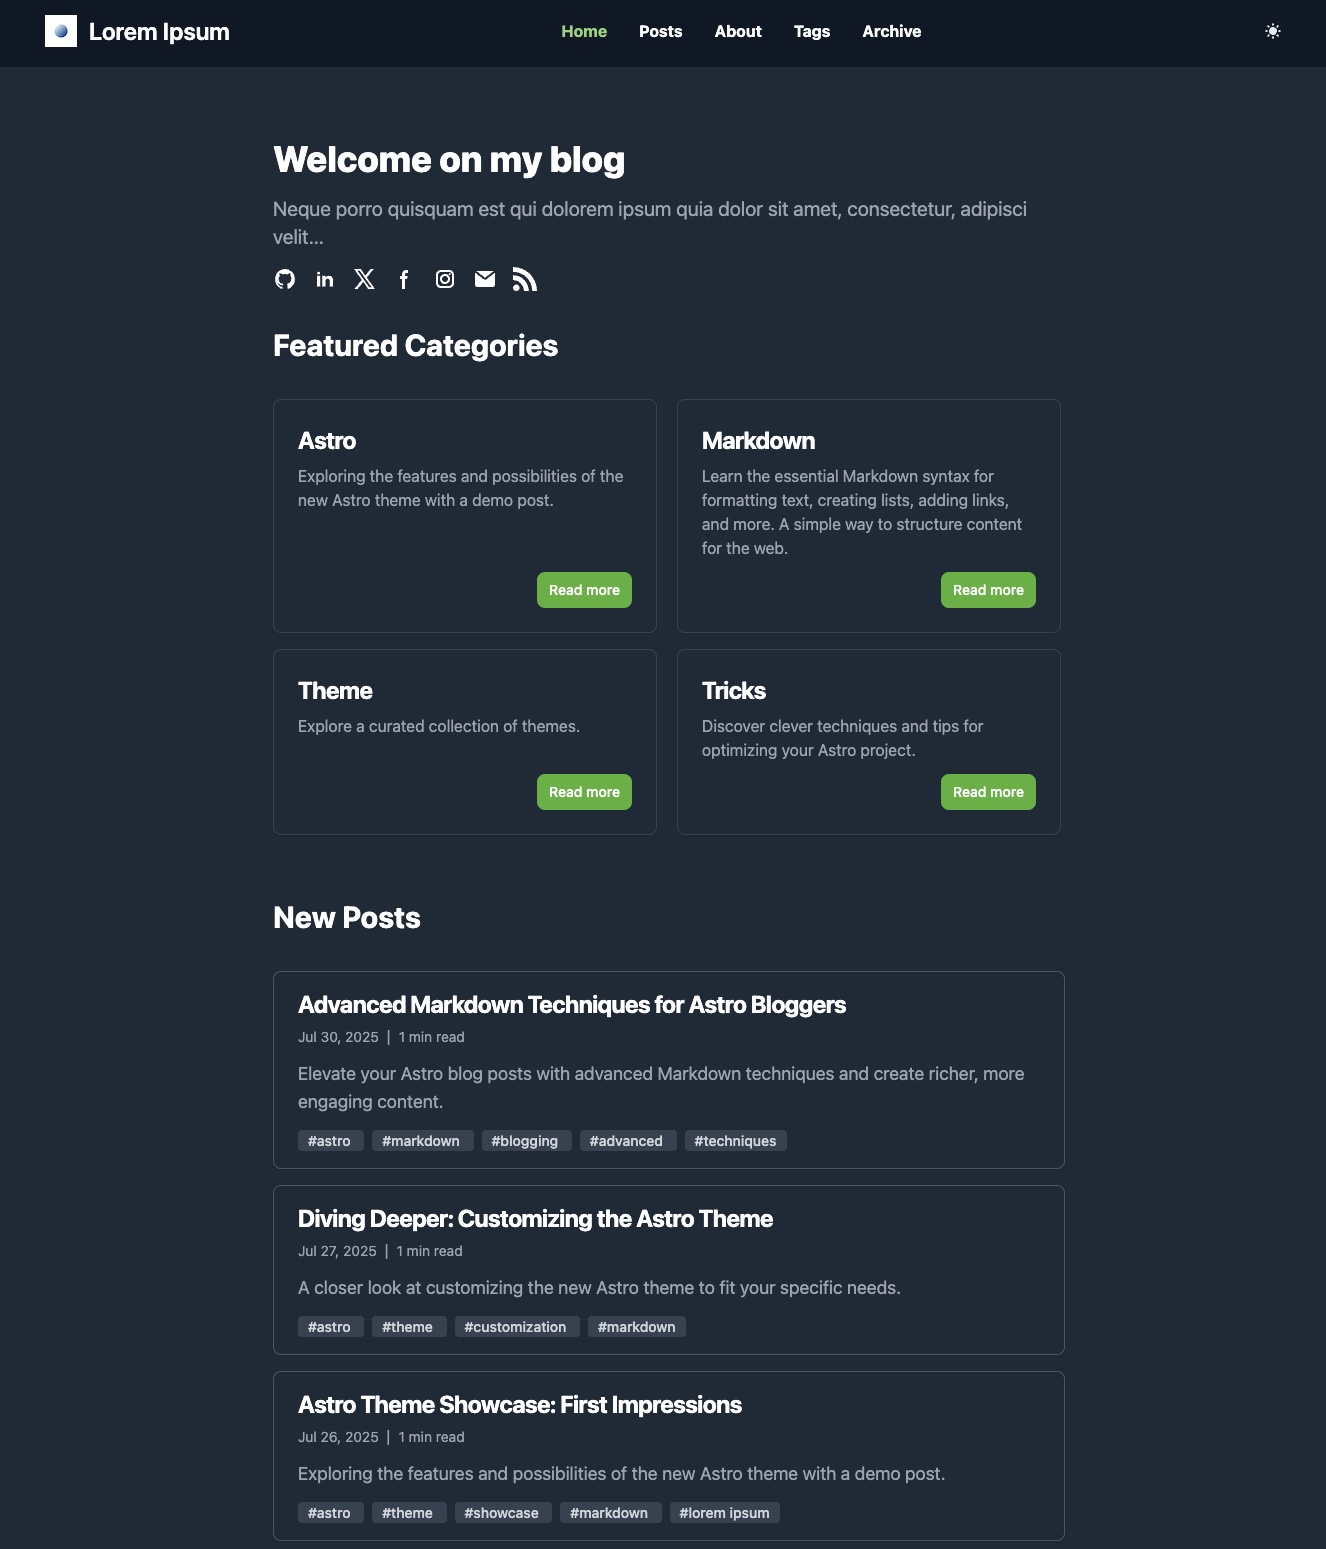 Lorem Ipsum
Home Posts About Tags Archive
Welcome on my blog
Neque porro quisquam est qui dolorem ipsum quia dolor sit amet, consectetur, adipisci
velit...
Featured Categories
Astro
Exploring the features and possibilities of the
new Astro theme with a demo post.
Read more
Markdown
Learn the essential Markdown syntax for
formatting text, creating lists, adding links,
and more. A simple way to structure content
for the web.
Read more
Theme
Explore a curated collection of themes.
Read more
Tricks
Discover clever techniques and tips for
optimizing your Astro project.
Read more
New Posts
Advanced Markdown Techniques for Astro Bloggers
Jul 30, 2025 | 1 min read
Elevate your Astro blog posts with advanced Markdown techniques and create richer, more
engaging content.
#astro #markdown #blogging #advanced #techniques
Diving Deeper: Customizing the Astro Theme
Jul 27, 2025 | 1 min read
A closer look at customizing the new Astro theme to fit your specific needs.
#astro #theme #customization #markdown
Astro Theme Showcase: First Impressions
Jul 26, 2025 | 1 min read
Exploring the features and possibilities of the new Astro theme with a demo post.
#astro #theme #showcase #markdown #lorem ipsum